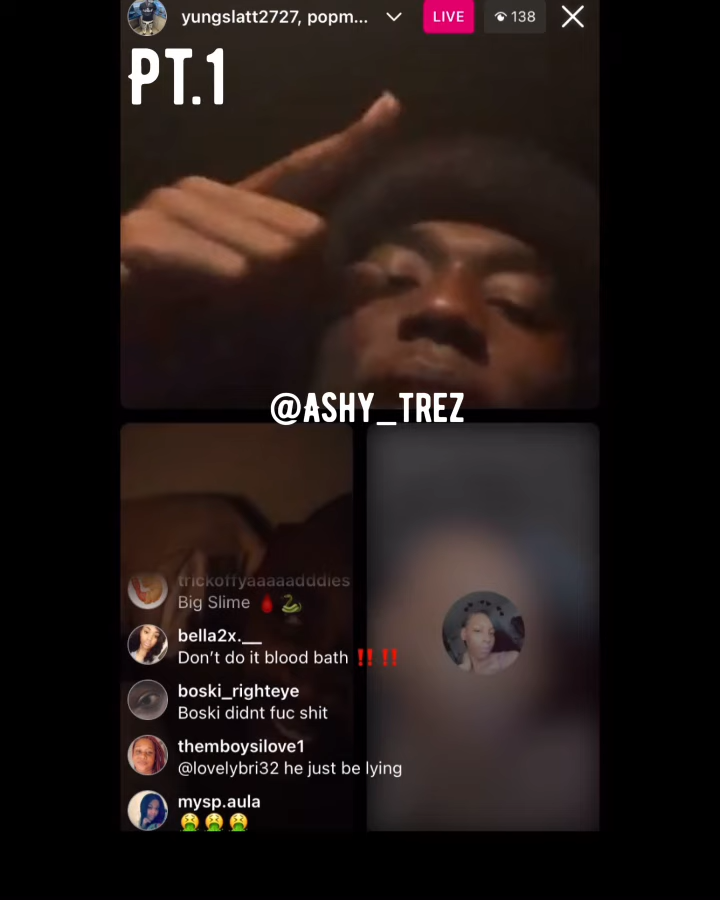 yungslatt2727, popm...
LIVE
138
PT.1
@ASHY_TREZ
trickoffyaaaaadddies
Big Slime 🩸 🐍
bella2x.__
Don't do it blood bath ‼️ ‼️
boski_righteye
Boski didnt fuc shit
themboysilove1
@lovelybri32 he just be lying
mysp.aula
🤮🤮🤮